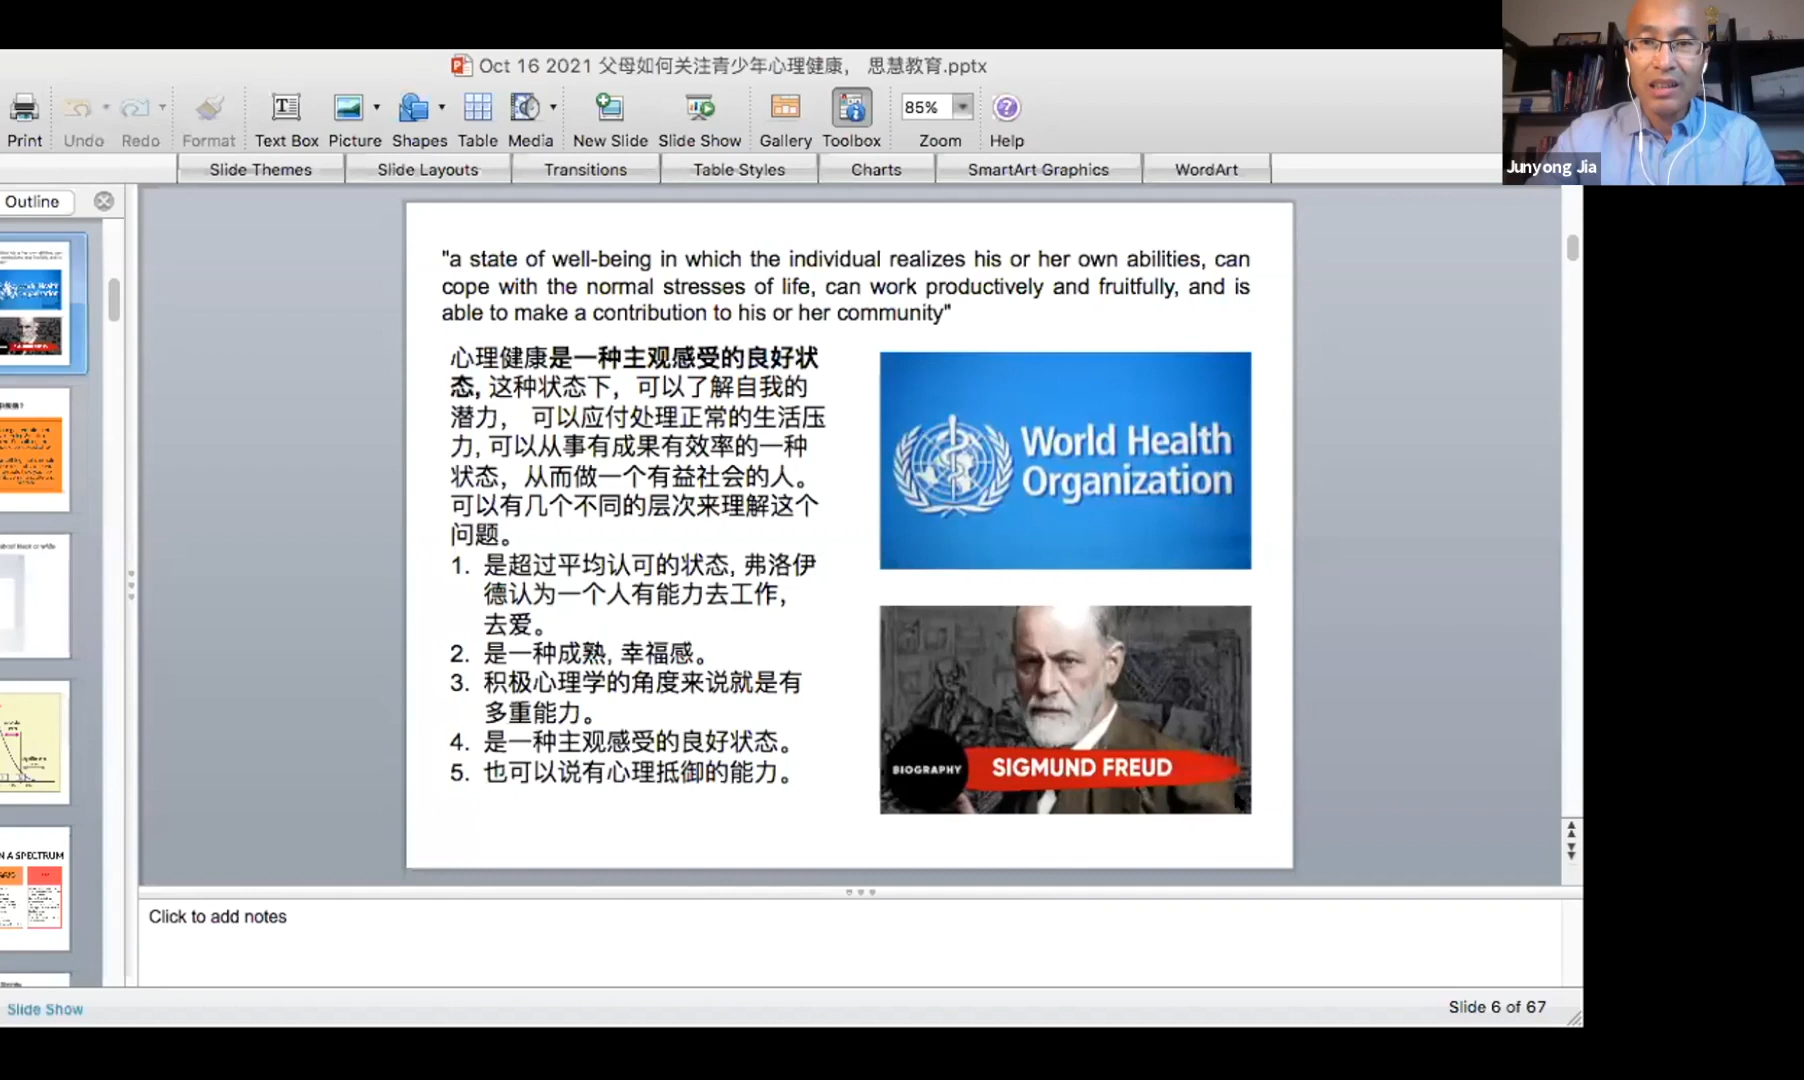 Oct 16 2021 父母如何关注青少年心理健康， 思慧教育.pptx
Junyong Jia
85%
Print Undo Redo Format Text Box Picture Shapes Table Media New Slide Slide Show Gallery Toolbox Zoom Help
Slide Themes Slide Layouts Transitions Table Styles Charts SmartArt Graphics WordArt
Outline
"a state of well-being in which the individual realizes his or her own abilities, can
cope with the normal stresses of life, can work productively and fruitfully, and is
able to make a contribution to his or her community"
心理健康是一种主观感受的良好状
态, 这种状态下，可以了解自我的
潜力， 可以应付处理正常的生活压
力, 可以从事有成果有效率的一种
状态，从而做一个有益社会的人。
可以有几个不同的层次来理解这个
问题。
1. 是超过平均认可的状态, 弗洛伊
德认为一个人有能力去工作,
去爱。
2. 是一种成熟, 幸福感。
3. 积极心理学的角度来说就是有
多重能力。
4. 是一种主观感受的良好状态。
5. 也可以说有心理抵御的能力。
World Health
Organization
BIOGRAPHY
SIGMUND FREUD
N A SPECTRUM
Click to add notes
Slide Show
Slide 6 of 67